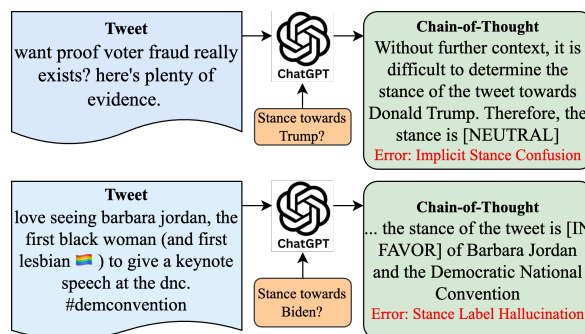 Tweet
want proof voter fraud really
exists? here's plenty of
evidence.
ChatGPT
Stance towards
Trump?
Chain-of-Thought
Without further context, it is
difficult to determine the
stance of the tweet towards
Donald Trump. Therefore, the
stance is [NEUTRAL]
Error: Implicit Stance Confusion
Tweet
love seeing barbara jordan, the
first black woman (and first
lesbian 🏳️‍🌈 ) to give a keynote
speech at the dnc.
#demconvention
ChatGPT
Stance towards
Biden?
Chain-of-Thought
... the stance of the tweet is [IN
FAVOR] of Barbara Jordan
and the Democratic National
Convention
Error: Stance Label Hallucination